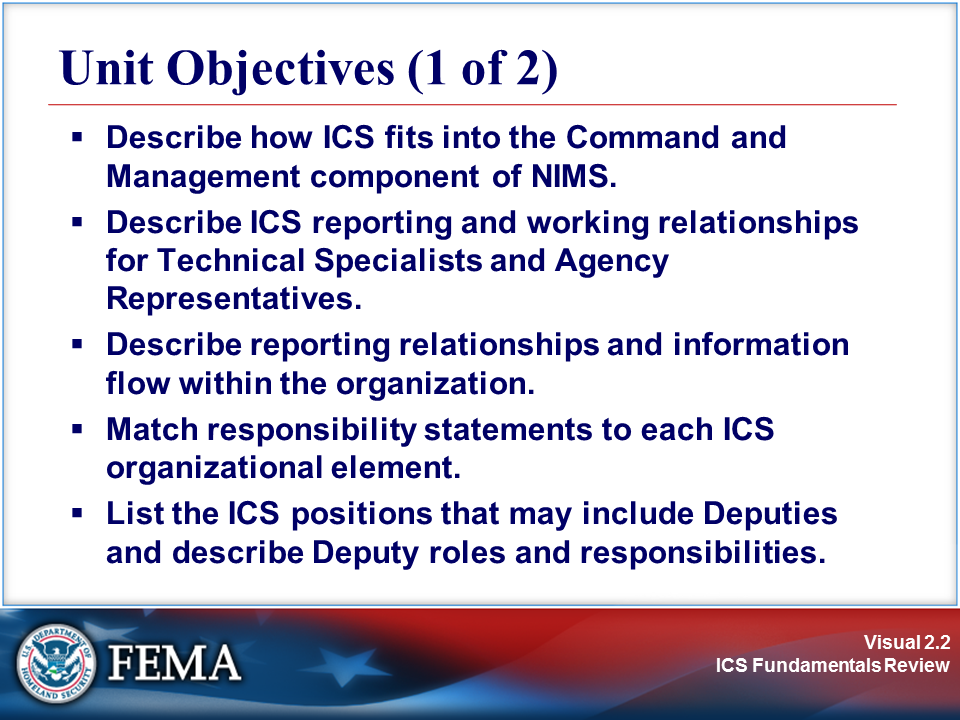 Unit Objectives (1 of 2)
▪ Describe how ICS fits into the Command and
Management component of NIMS.
▪ Describe ICS reporting and working relationships
for Technical Specialists and Agency
Representatives.
▪ Describe reporting relationships and information
flow within the organization.
▪ Match responsibility statements to each ICS
organizational element.
▪ List the ICS positions that may include Deputies
and describe Deputy roles and responsibilities.
U.S. DEPARTMENT OF
HOMELAND SECURITY
FEMA
Visual 2.2
ICS Fundamentals Review